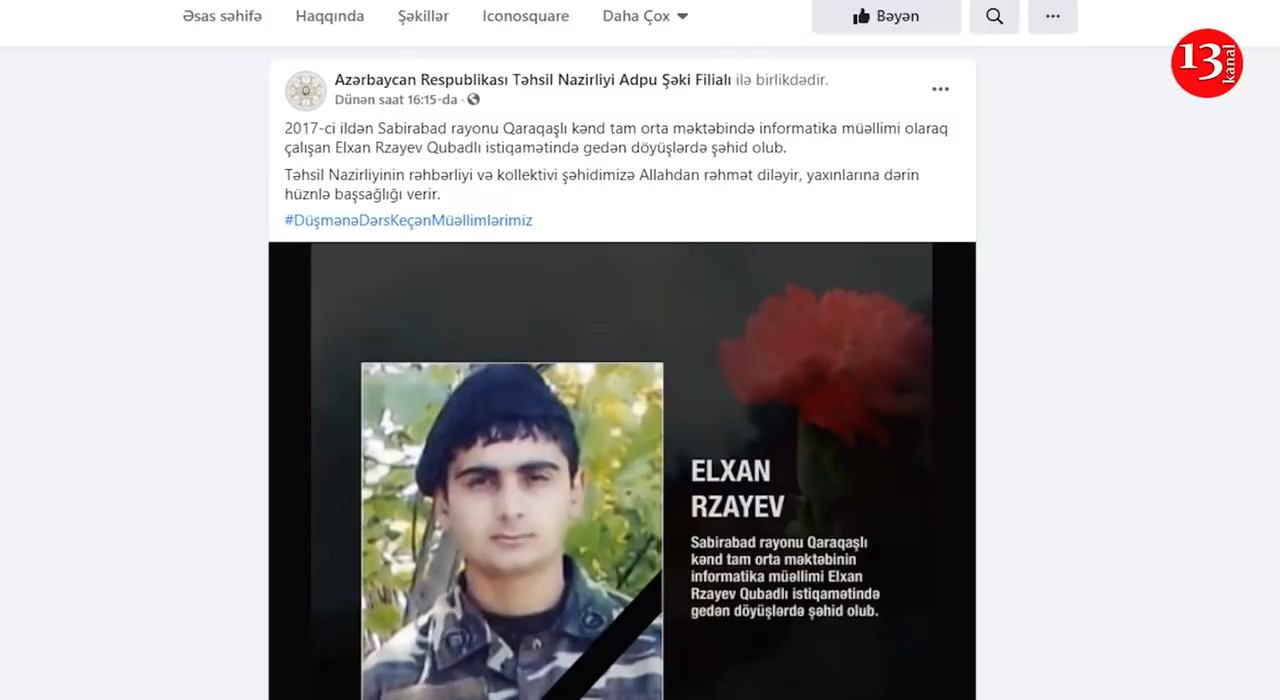 Əsas səhifə Haqqında Şəkillər Iconosquare Daha Çox Bəyən
13 kanal
Azərbaycan Respublikası Təhsil Nazirliyi Adpu Şəki Filialı ilə birlikdədir.
Dünən saat 16:15-da ·
2017-ci ildən Sabirabad rayonu Qaraqaşlı kənd tam orta məktəbində informatika müəllimi olaraq
çalışan Elxan Rzayev Qubadlı istiqamətində gedən döyüşlərdə şəhid olub.
Təhsil Nazirliyinin rəhbərliyi və kollektivi şəhidimizə Allahdan rəhmət diləyir, yaxınlarına dərin
hüznlə başsağlığı verir.
#DüşmənəDərsKeçənMüəllimlərimiz
ELXAN
RZAYEV
Sabirabad rayonu Qaraqaşlı
kənd tam orta məktəbinin
informatika müəllimi Elxan
Rzayev Qubadlı istiqamətində
gedən döyüşlərdə şəhid olub.